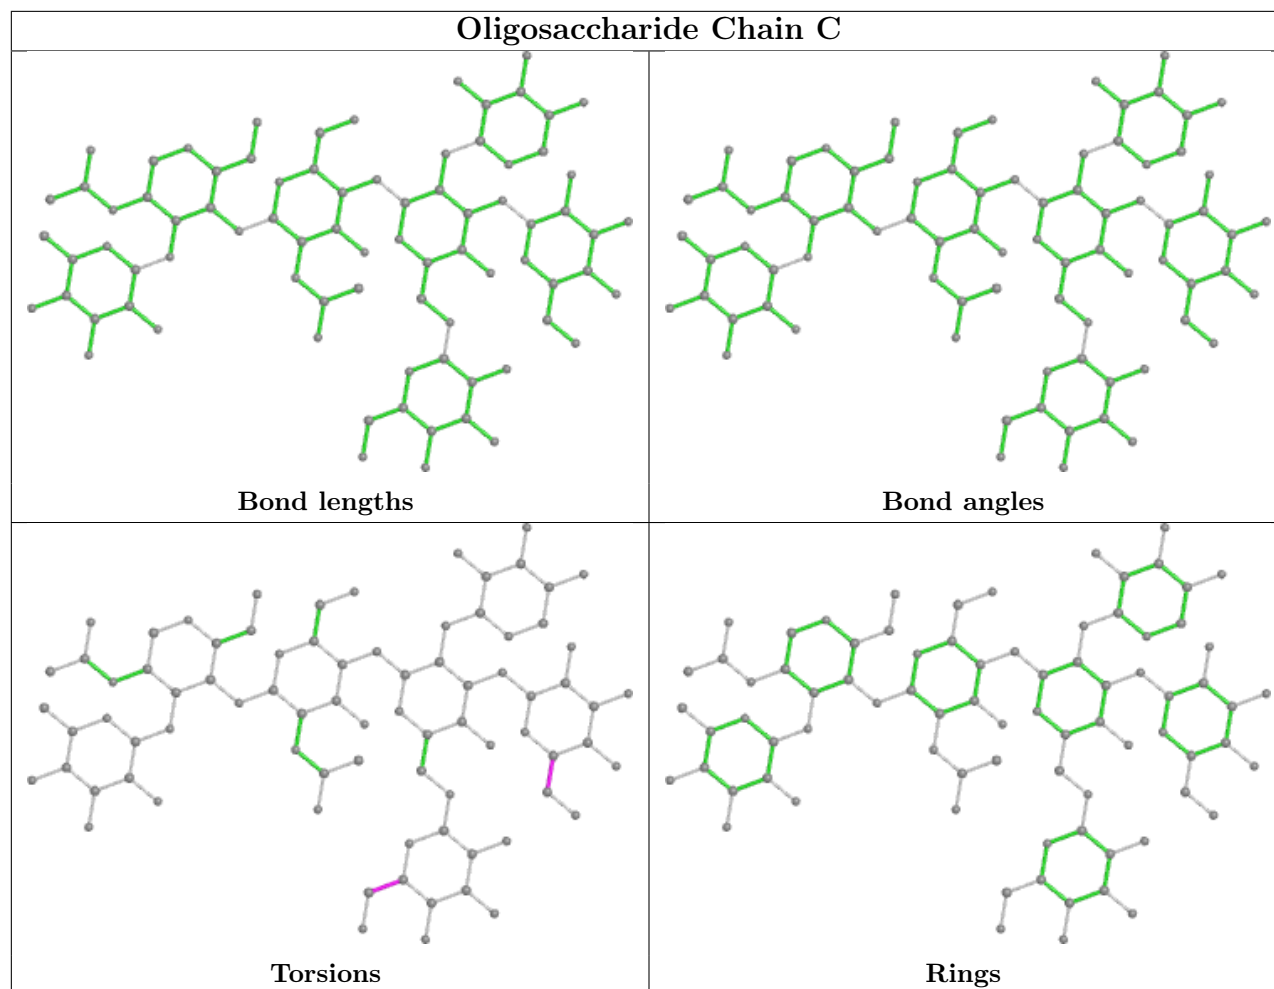 Oligosaccharide Chain C
Bond lengths
Bond angles
Torsions
Rings